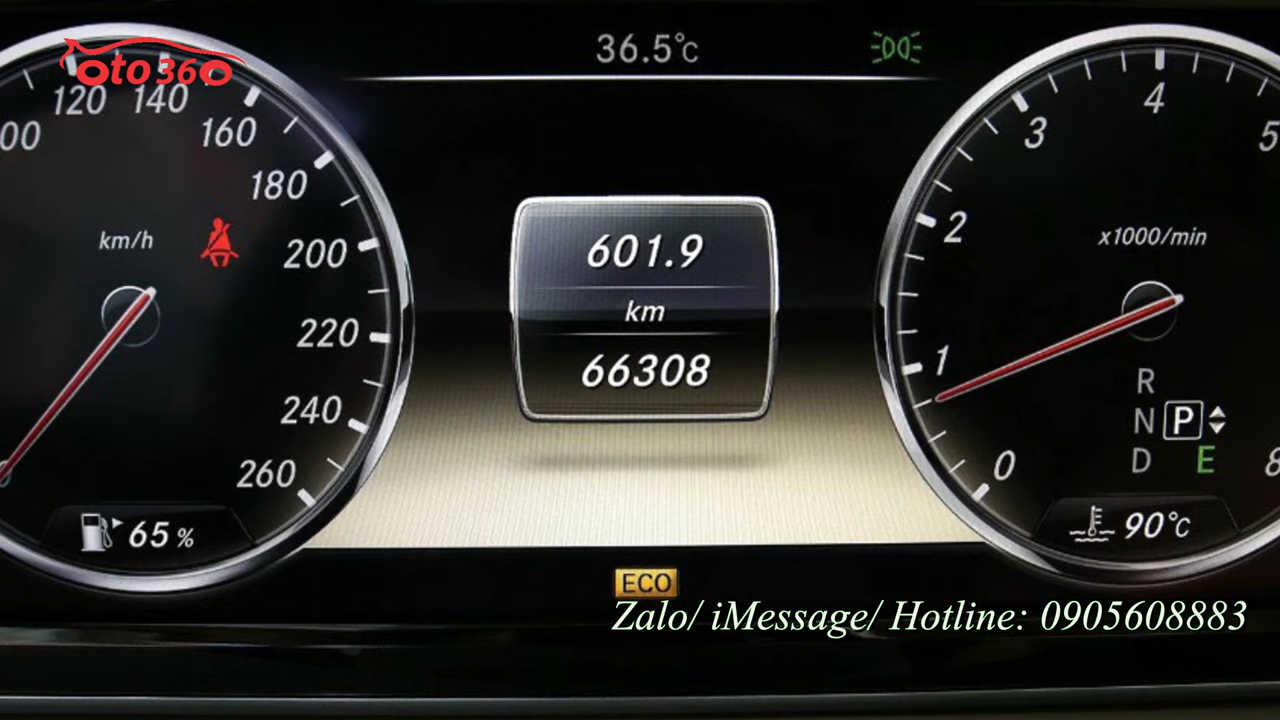 oto360
36.5°C
00 120 140 160 180 200 220 240 260
km/h
65 %
601.9
km
66308
0 1 2 3 4 5 8
x1000/min
R
N P
D E
90°C
ECO
Zalo/ iMessage/ Hotline: 0905608883